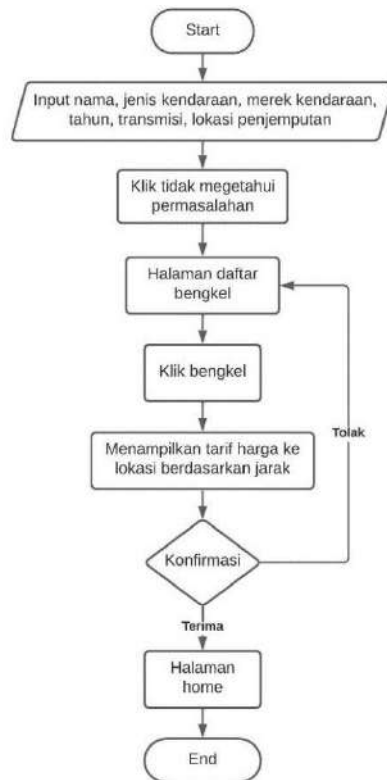 Start
Input nama, jenis kendaraan, merek kendaraan,
tahun, transmisi, lokasi penjemputan
Klik tidak megetahui
permasalahan
Halaman daftar
bengkel
Klik bengkel
Tolak
Menampilkan tarif harga ke
lokasi berdasarkan jarak
Konfirmasi
Terima
Halaman
home
End